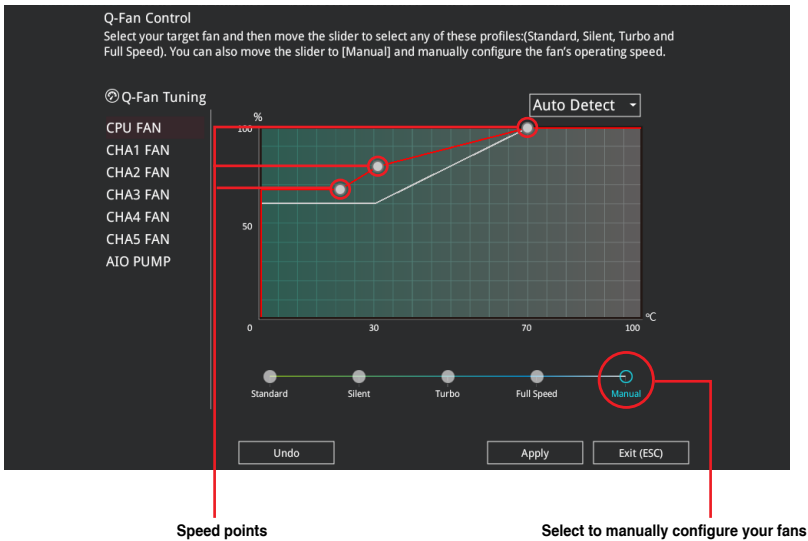 Q-Fan Control
Select your target fan and then move the slider to select any of these profiles:(Standard, Silent, Turbo and
Full Speed). You can also move the slider to [Manual] and manually configure the fan's operating speed.
Q-Fan Tuning
Auto Detect
CPU FAN
CHA1 FAN
CHA2 FAN
CHA3 FAN
CHA4 FAN
CHA5 FAN
AIO PUMP
%
100
50
0 30 70 100
ºC
Standard Silent Turbo Full Speed Manual
Undo Apply Exit (ESC)
Speed points Select to manually configure your fans